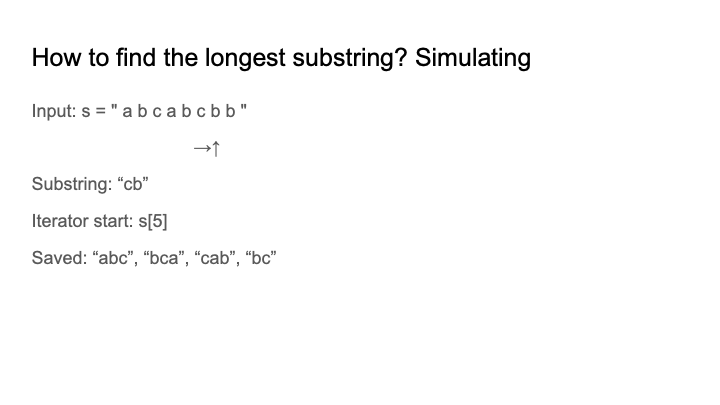 How to find the longest substring? Simulating
Input: s = " a b c a b c b b "
→↑
Substring: “cb”
Iterator start: s[5]
Saved: “abc”, “bca”, “cab”, “bc”